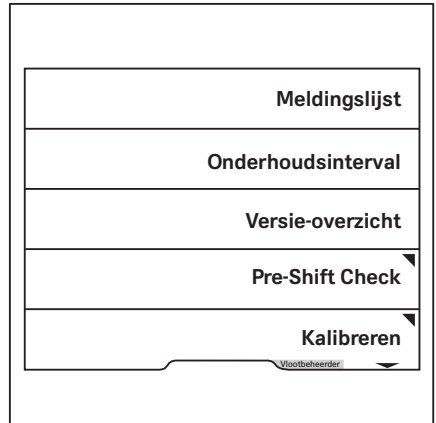 Meldingslijst
Onderhoudsinterval
Versie-overzicht
Pre-Shift Check
Kalibreren
Vlootbeheerder